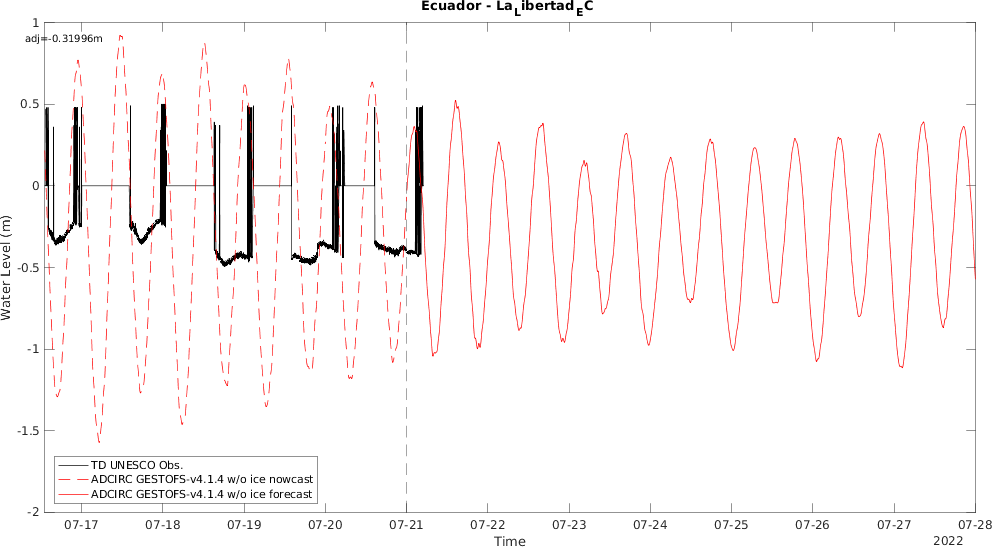 Ecuador - LaLibertadEC
adj=-0.31996m
1
0.5
0
-0.5
-1
-1.5
-2
Water Level (m)
TD UNESCO Obs.
ADCIRC GESTOFS-v4.1.4 w/o ice nowcast
ADCIRC GESTOFS-v4.1.4 w/o ice forecast
07-17 07-18 07-19 07-20 07-21 07-22 07-23 07-24 07-25 07-26 07-27 07-28
Time
2022